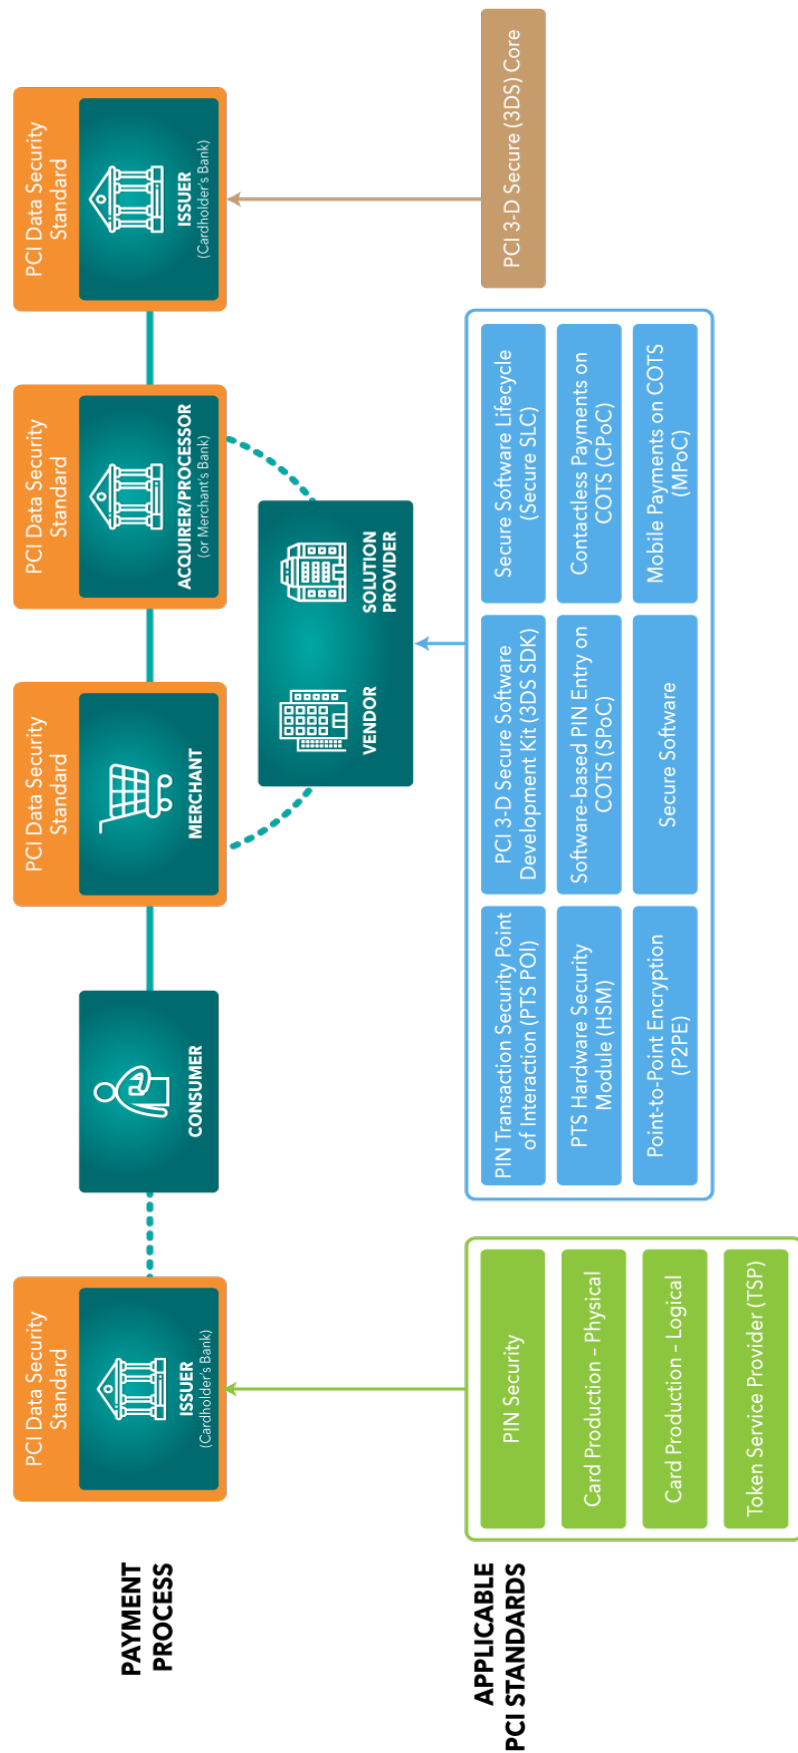 PAYMENT
PROCESS
PCI Data Security
Standard
ISSUER
(Cardholder's Bank)
CONSUMER
PCI Data Security
Standard
MERCHANT
PCI Data Security
Standard
ACQUIRER/PROCESSOR
(or Merchant's Bank)
PCI Data Security
Standard
ISSUER
(Cardholder's Bank)
VENDOR
SOLUTION
PROVIDER
APPLICABLE
PCI STANDARDS
PIN Security
Card Production – Physical
Card Production – Logical
Token Service Provider (TSP)
PIN Transaction Security Point
of Interaction (PTS POI)
PCI 3-D Secure Software
Development Kit (3DS SDK)
Secure Software Lifecycle
(Secure SLC)
PTS Hardware Security
Module (HSM)
Software-based PIN Entry on
COTS (SPoC)
Contactless Payments on
COTS (CPoC)
Point-to-Point Encryption
(P2PE)
Secure Software
Mobile Payments on COTS
(MPoC)
PCI 3-D Secure (3DS) Core